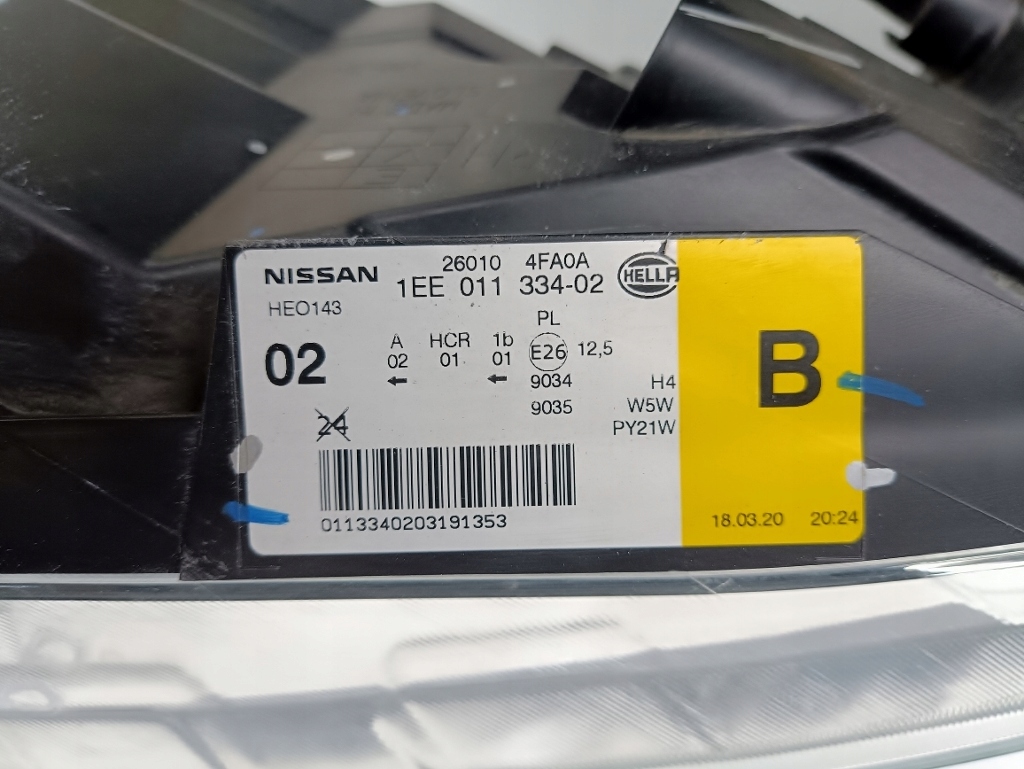 NISSAN 26010 4FA0A HELLA
HEO143 1EE 011 334-02
PL
02 A HCR 1b E26 12,5
02 01 01
← ← 9034 H4
9035 W5W
24 PY21W
0113340203191353
B
18.03.20 20:24